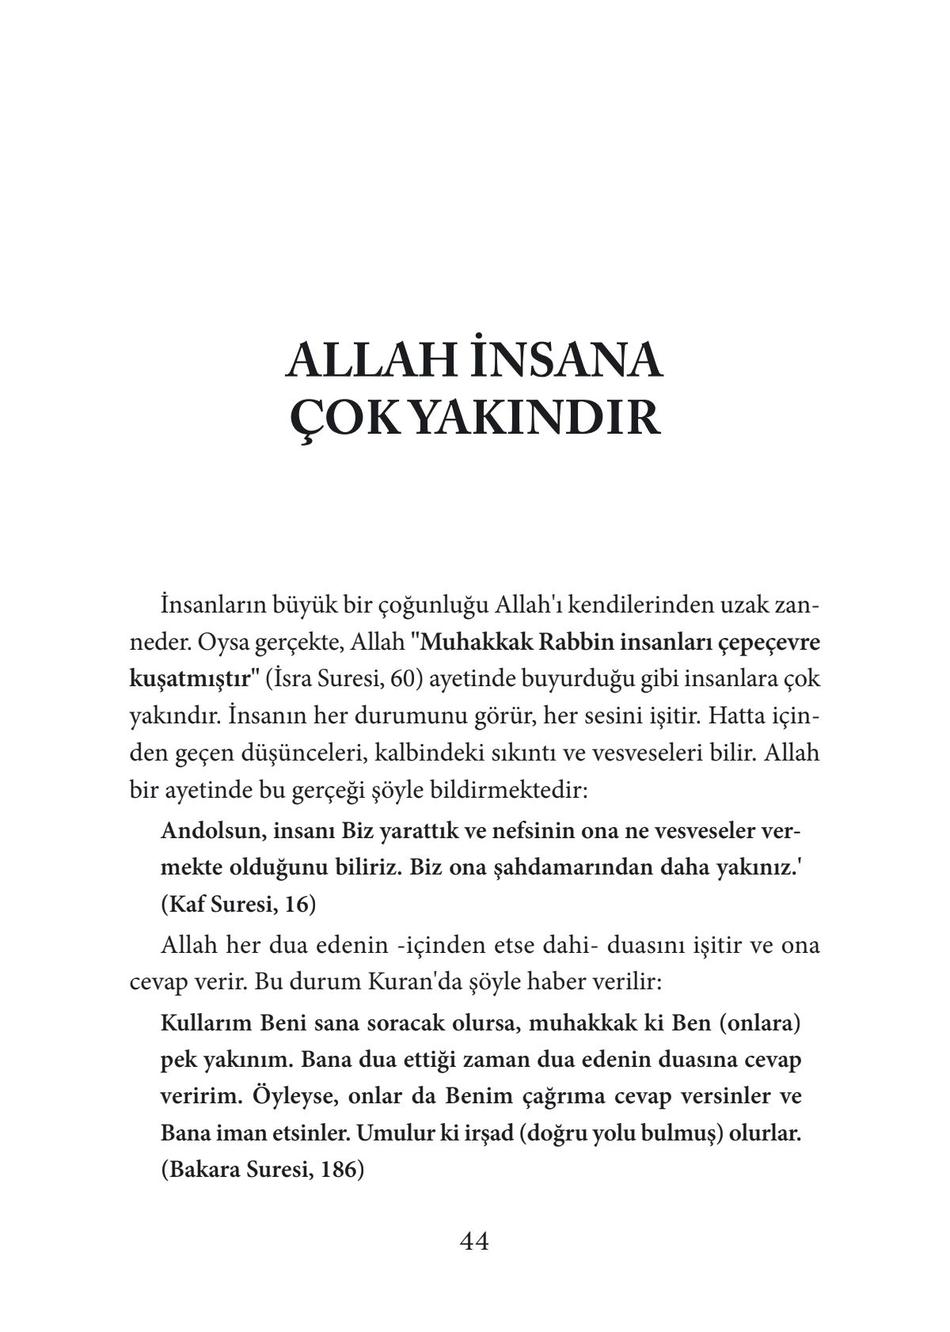 ALLAH İNSANA
ÇOK YAKINDIR
İnsanların büyük bir çoğunluğu Allah'ı kendilerinden uzak zan-
neder. Oysa gerçekte, Allah "Muhakkak Rabbin insanları çepeçevre
kuşatmıştır" (İsra Suresi, 60) ayetinde buyurduğu gibi insanlara çok
yakındır. İnsanın her durumunu görür, her sesini işitir. Hatta için-
den geçen düşünceleri, kalbindeki sıkıntı ve vesveseleri bilir. Allah
bir ayetinde bu gerçeği şöyle bildirmektedir:
Andolsun, insanı Biz yarattık ve nefsinin ona ne vesveseler ver-
mekte olduğunu biliriz. Biz ona şahdamarından daha yakınız.'
(Kaf Suresi, 16)
Allah her dua edenin -içinden etse dahi- duasını işitir ve ona
cevap verir. Bu durum Kuran'da şöyle haber verilir:
Kullarım Beni sana soracak olursa, muhakkak ki Ben (onlara)
pek yakınım. Bana dua ettiği zaman dua edenin duasına cevap
veririm. Öyleyse, onlar da Benim çağrıma cevap versinler ve
Bana iman etsinler. Umulur ki irşad (doğru yolu bulmuş) olurlar.
(Bakara Suresi, 186)
44